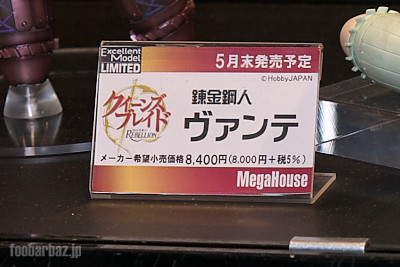 Excellent
Model
LIMITED
5月末発売予定
©HobbyJAPAN
クイーンズ
ブレイド
REBELLION
錬金鋼人
ヴァンテ
メーカー希望小売価格8,400円(8,000円+税5%)
MegaHouse
foobarbaz.jp